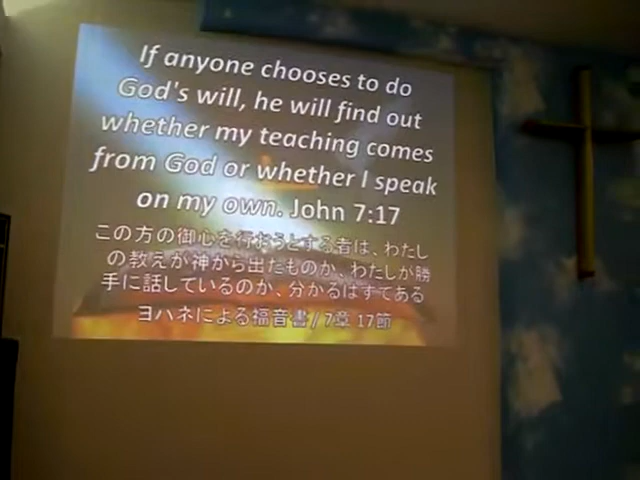 If anyone chooses to do
God's will, he will find out
whether my teaching comes
from God or whether I speak
on my own. John 7:17
この方の御心を行おうとする者は、わたし
の教えが神から出たものか、わたしが勝
手に話しているのか、分かるはずである
ヨハネによる福音書/ 7章 17節